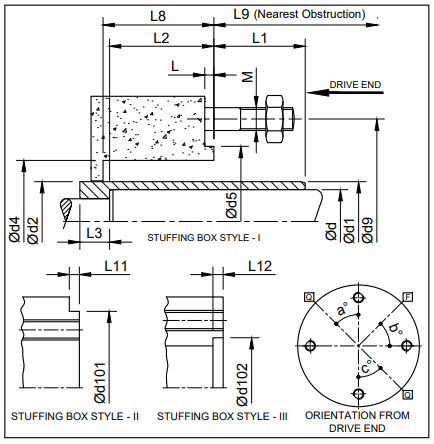 L8
L9 (Nearest Obstruction)
L2
L1
L
M
DRIVE END
Ød4
Ød2
L3
Ød5
Ød
Ød1
Ød9
STUFFING BOX STYLE - I
L11
L12
Ød101
Ød102
Q
F
a°
b°
c°
Q
STUFFING BOX STYLE - II
STUFFING BOX STYLE - III
ORIENTATION FROM
DRIVE END